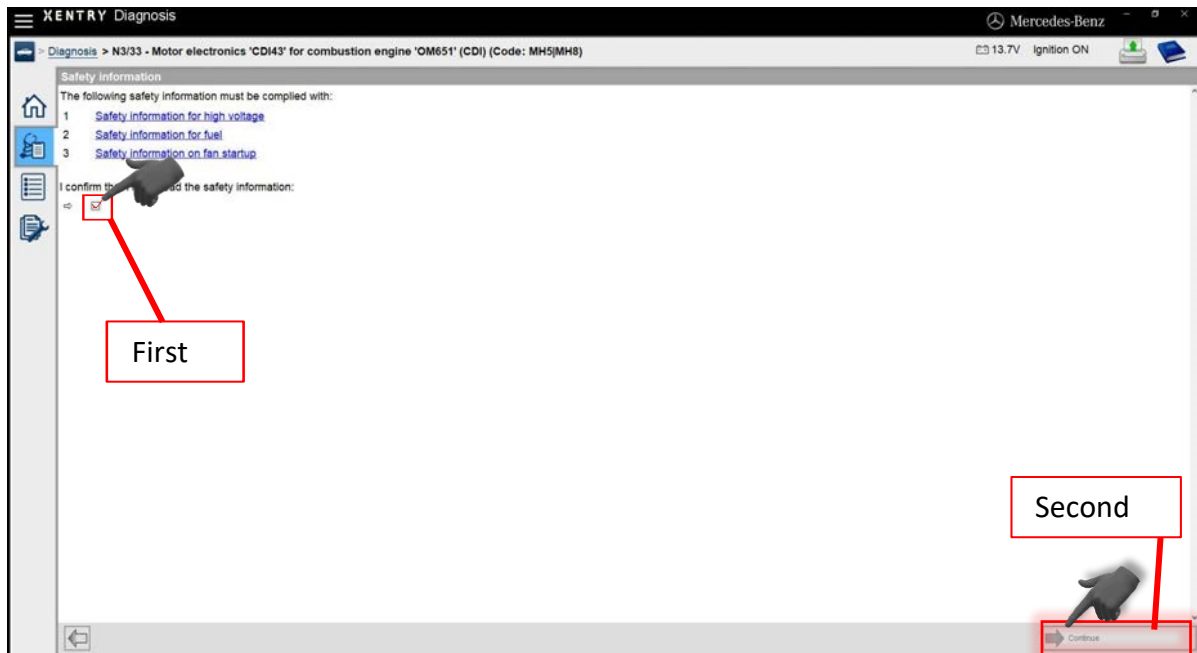 XENTRY Diagnosis
Mercedes-Benz
> Diagnosis > N3/33 - Motor electronics 'CDI43' for combustion engine 'OM651' (CDI) (Code: MH5|MH8)
13.7V Ignition ON
Safety information
The following safety information must be complied with:
1 Safety information for high voltage
2 Safety information for fuel
3 Safety information on fan startup
I confirm the safety information:
First
Second
Continue